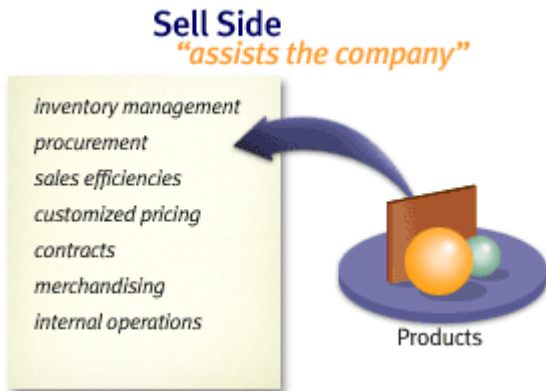 Sell Side
"assists the company"
inventory management
procurement
sales efficiencies
customized pricing
contracts
merchandising
internal operations
Products